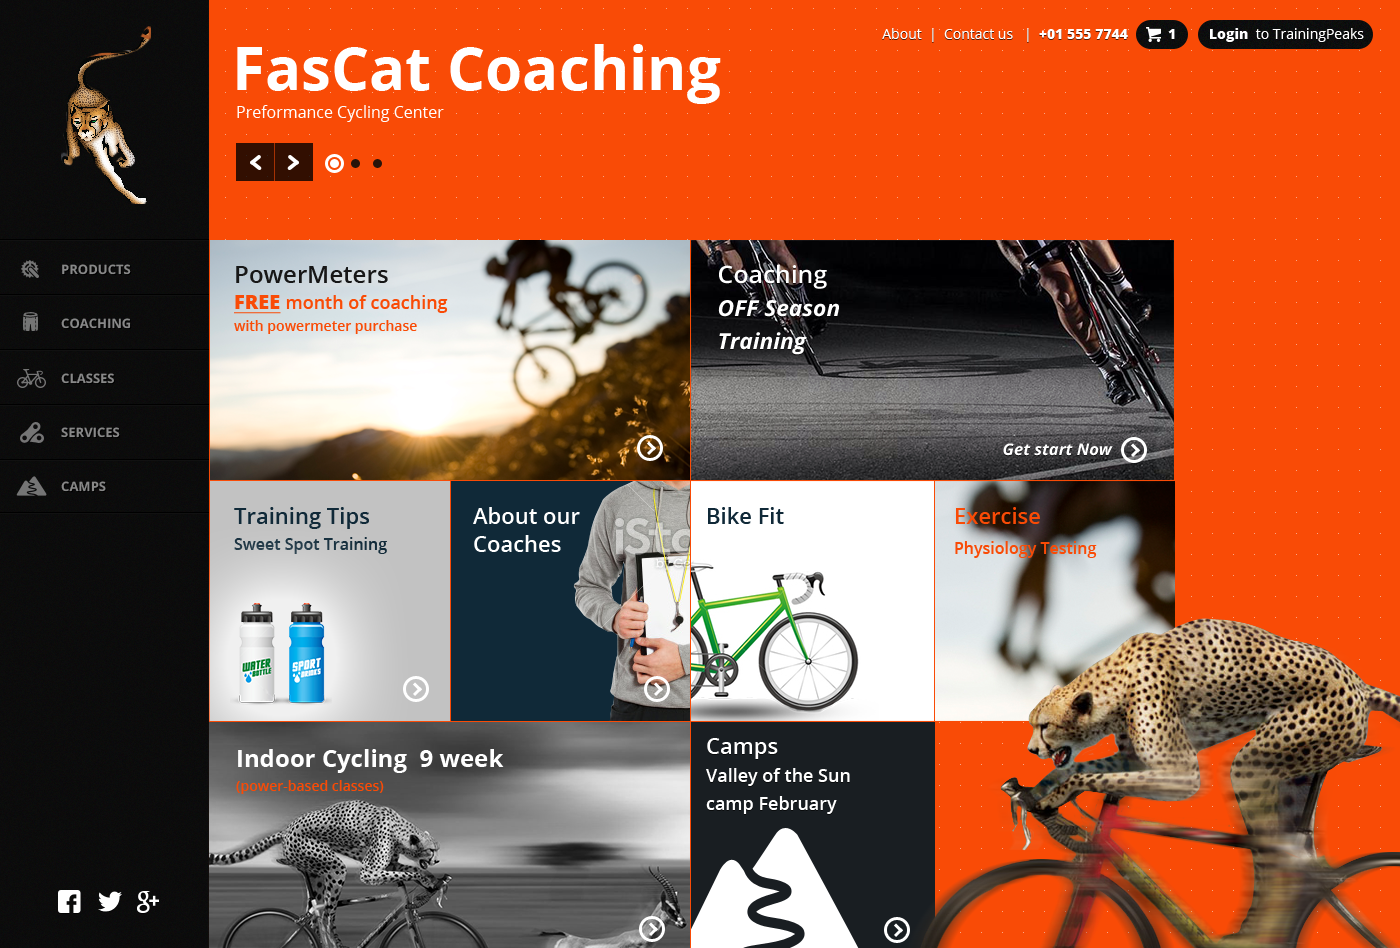 About | Contact us | +01 555 7744 1 Login to TrainingPeaks
FasCat Coaching
Preformance Cycling Center
PRODUCTS
COACHING
CLASSES
SERVICES
CAMPS
PowerMeters
FREE month of coaching
with powermeter purchase
Coaching
OFF Season
Training
Get start Now
Training Tips
Sweet Spot Training
WATER
BOTTLE
SPORT
DRINKS
About our
Coaches
iSto
Bike Fit
Exercise
Physiology Testing
Indoor Cycling 9 week
(power-based classes)
Camps
Valley of the Sun
camp February
g+